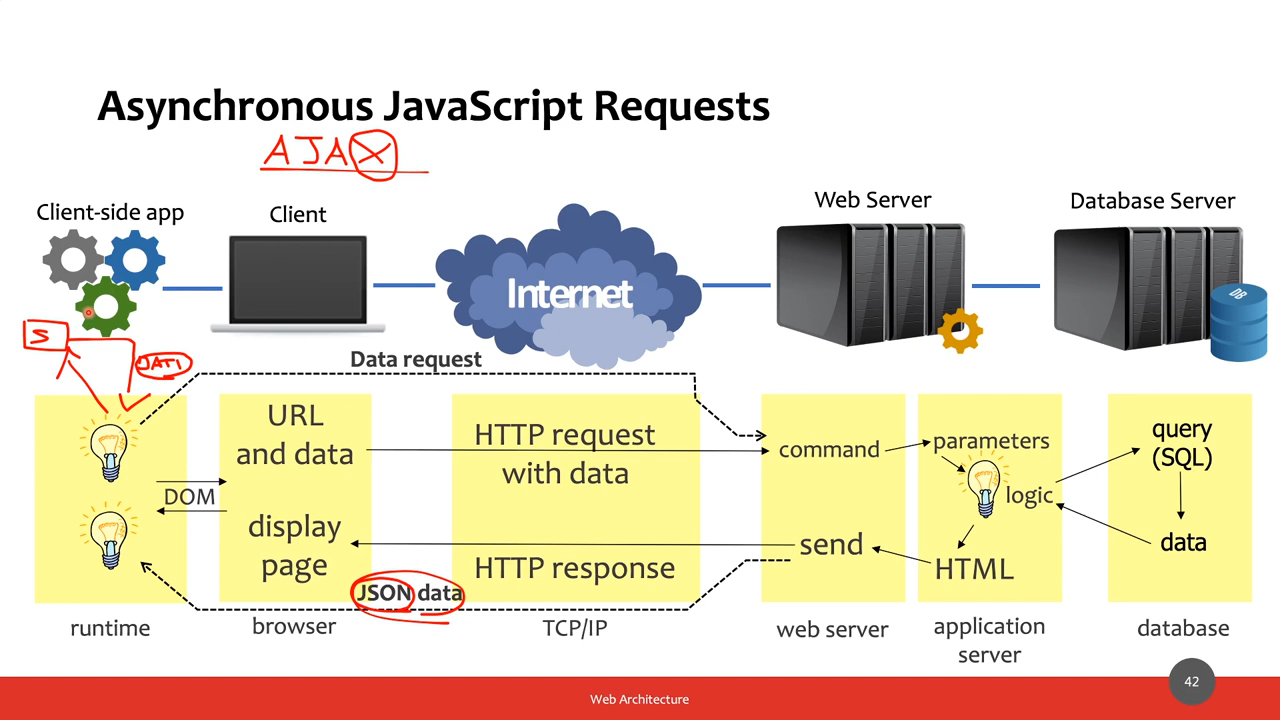 Asynchronous JavaScript Requests
AJAX
Client-side app
Client
Internet
Web Server
Database Server
DB
S
Data request
URL
and data
HTTP request
with data
command
parameters
logic
query
(SQL)
DOM
display
page
HTTP response
send
HTML
data
JSON data
runtime
browser
TCP/IP
web server
application
server
database
42
Web Architecture